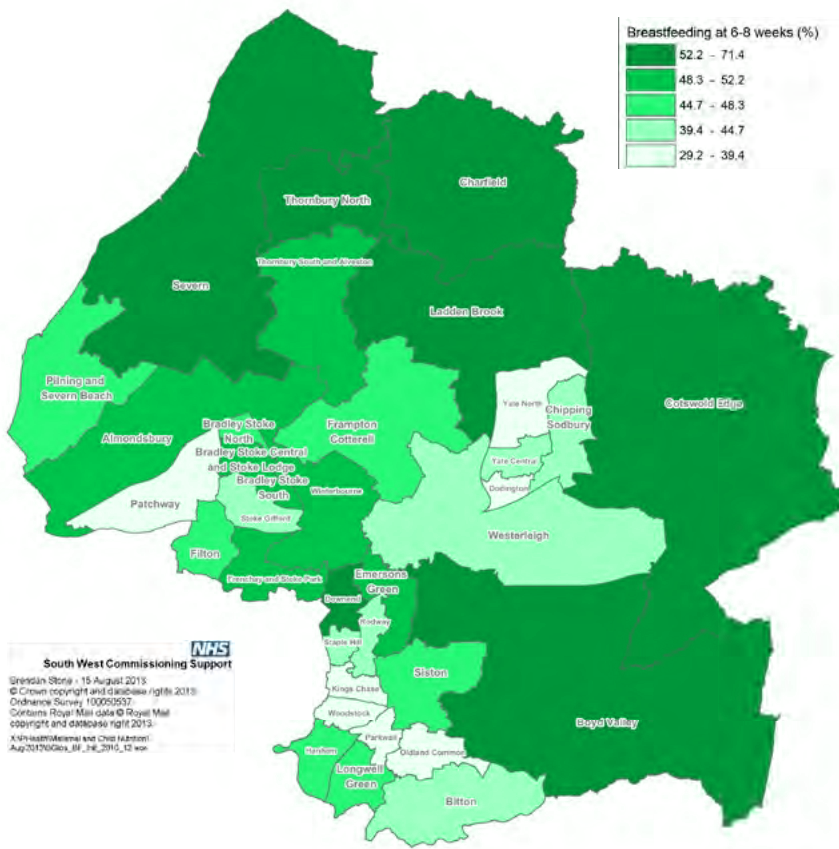 Breastfeeding at 6-8 weeks (%)
52.2 - 71.4
48.3 - 52.2
44.7 - 48.3
39.4 - 44.7
29.2 - 39.4
Charfield
Thornbury North
Thornbury South and Alveston
Severn
Ladden Brook
Pilning and
Severn Beach
Yate North
Chipping
Sodbury
Cotswold Edge
Almondsbury
Bradley Stoke
North
Frampton
Cotterell
Bradley Stoke Central
and Stoke Lodge
Yate Central
Bradley Stoke
South
Winterbourne
Dodington
Patchway
Stoke Gifford
Westerleigh
Filton
Frenchay and Stoke Park
Emersons
Green
Downend
Rodway
Staple Hill
Siston
Kings Chase
Woodstock
Boyd Valley
Parkwall
Oldland Common
Hanham
Longwell
Green
Bitton
NHS
South West Commissioning Support
Brendan Stone - 15 August 2013
© Crown copyright and database rights 2013
Ordnance Survey 100050537
Contains Royal Mail data © Royal Mail
copyright and database right 2013